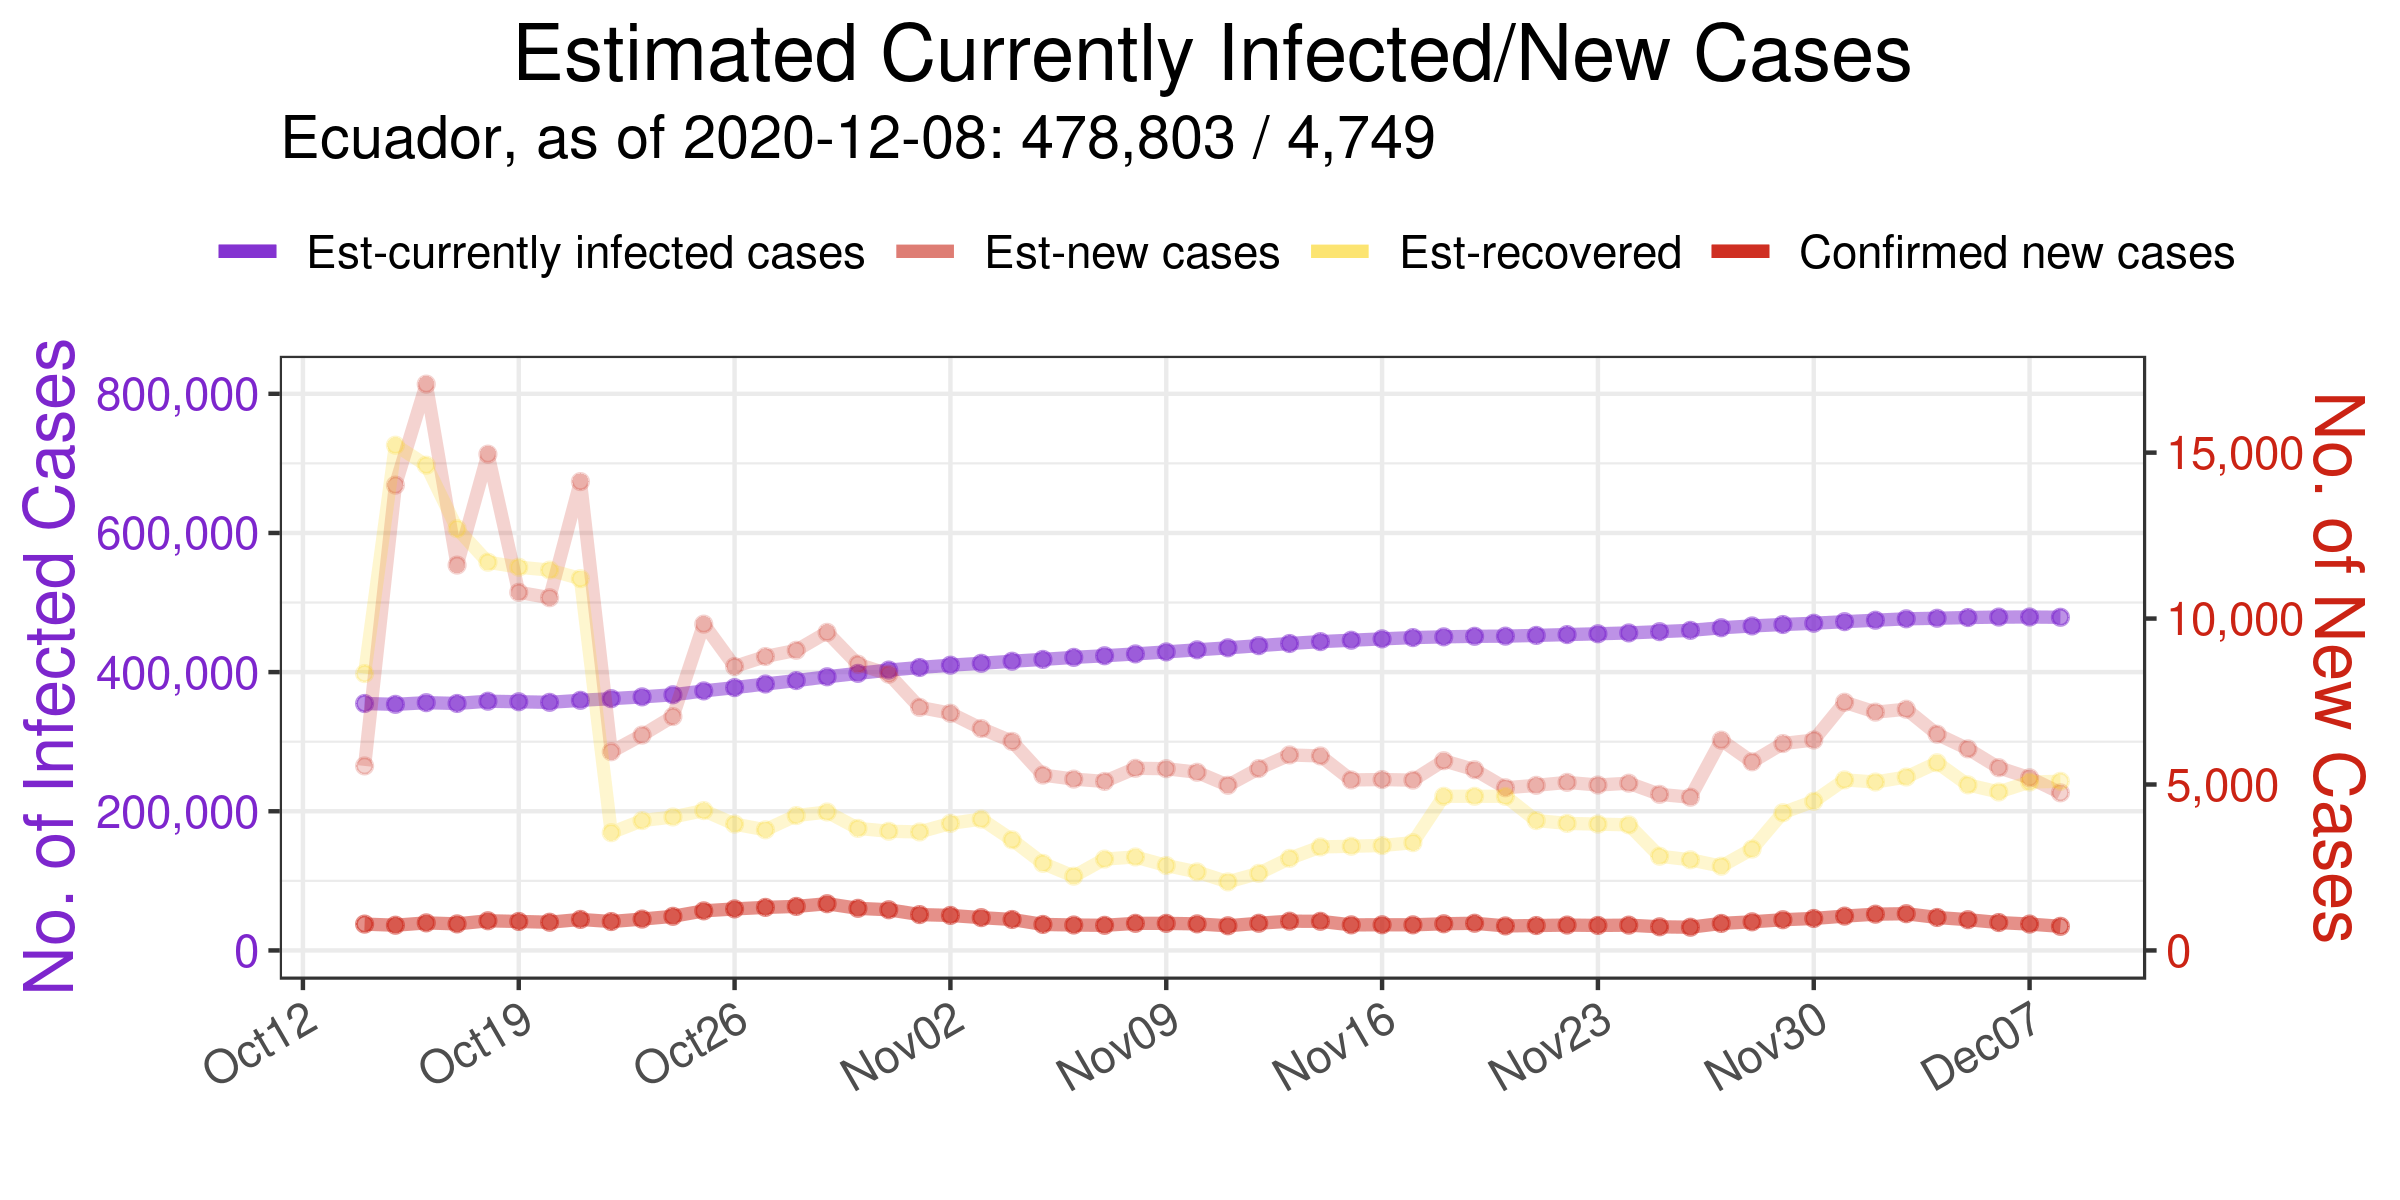 Estimated Currently Infected/New Cases
Ecuador, as of 2020-12-08: 478,803 / 4,749
Est-currently infected cases Est-new cases Est-recovered Confirmed new cases
No. of Infected Cases
800,000
600,000
400,000
200,000
0
15,000
10,000
5,000
0
No. of New Cases
Oct12 Oct19 Oct26 Nov02 Nov09 Nov16 Nov23 Nov30 Dec07